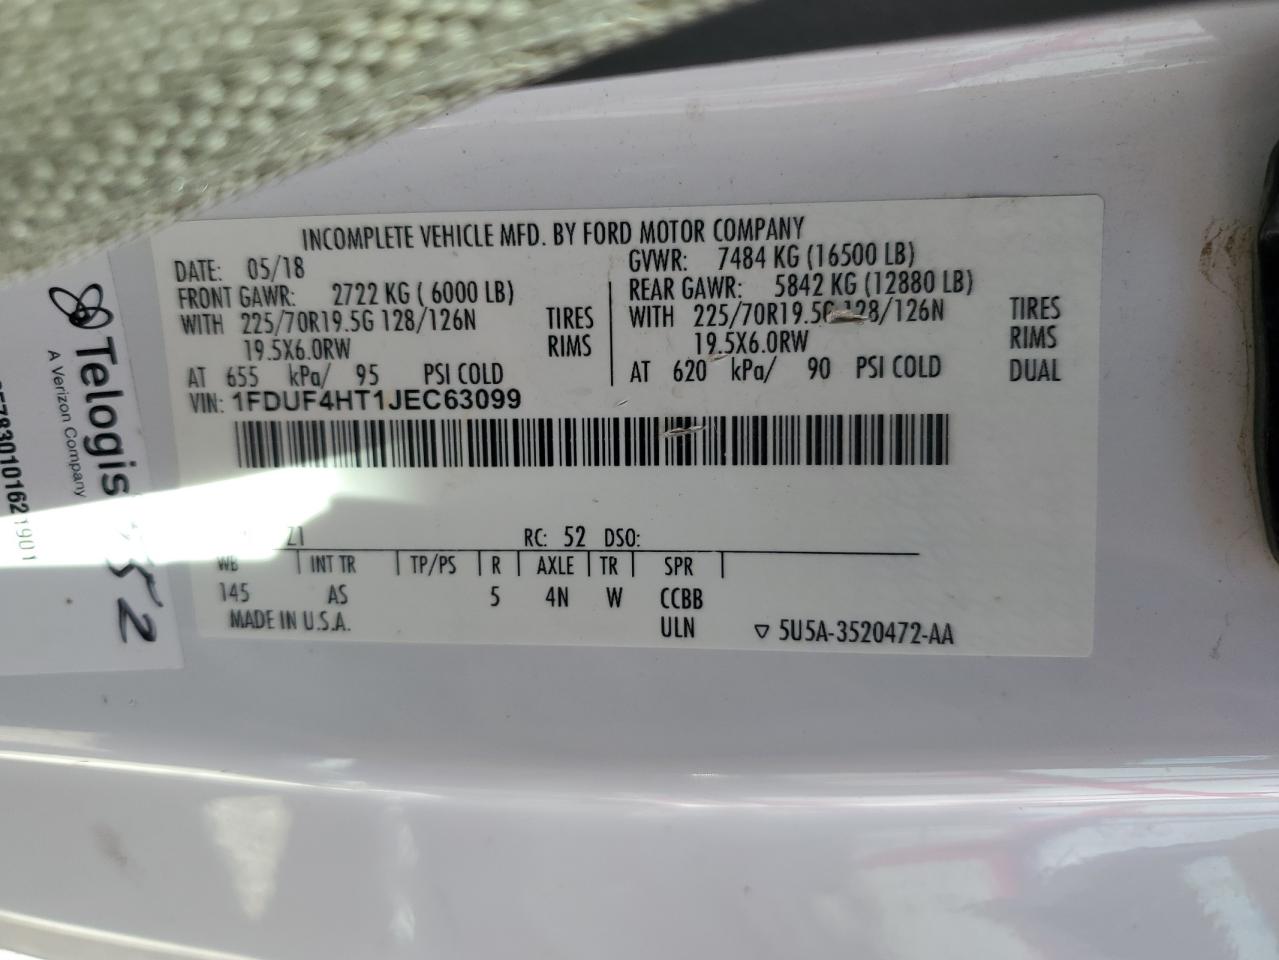 INCOMPLETE VEHICLE MFD. BY FORD MOTOR COMPANY
DATE: 05/18
GVWR: 7484 KG (16500 LB)
FRONT GAWR: 2722 KG ( 6000 LB)
REAR GAWR: 5842 KG (12880 LB)
WITH 225/70R19.5G 128/126N TIRES
WITH 225/70R19.5G 128/126N TIRES
19.5X6.0RW RIMS
19.5X6.0RW RIMS
AT 655 kPa/ 95 PSI COLD
AT 620 kPa/ 90 PSI COLD DUAL
VIN: 1FDUF4HT1JEC63099
Z1 RC: 52 DSO:
WB INT TR TP/PS R AXLE TR SPR
145 AS 5 4N W CCBB
MADE IN U.S.A. ULN ▽ 5U5A-3520472-AA
Telogis
A Verizon Company
52